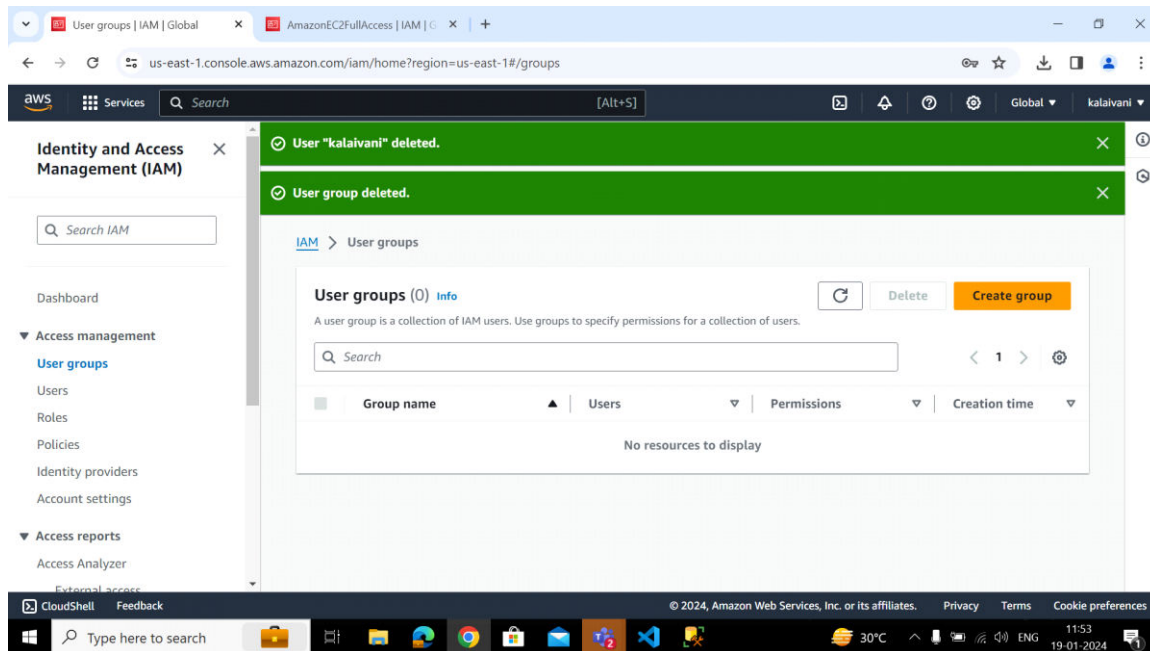 User groups | IAM | Global
AmazonEC2FullAccess | IAM | G
us-east-1.console.aws.amazon.com/iam/home?region=us-east-1#/groups
aws
Services
Search
[Alt+S]
Global
kalaivani
Identity and Access
Management (IAM)
Search IAM
Dashboard
Access management
User groups
Users
Roles
Policies
Identity providers
Account settings
Access reports
Access Analyzer
External access
User "kalaivani" deleted.
User group deleted.
IAM > User groups
User groups (0) Info
Delete
Create group
A user group is a collection of IAM users. Use groups to specify permissions for a collection of users.
Search
1
Group name Users Permissions Creation time
No resources to display
CloudShell Feedback
© 2024, Amazon Web Services, Inc. or its affiliates. Privacy Terms Cookie preferences
Type here to search
2
30°C
ENG
11:53
19-01-2024
1